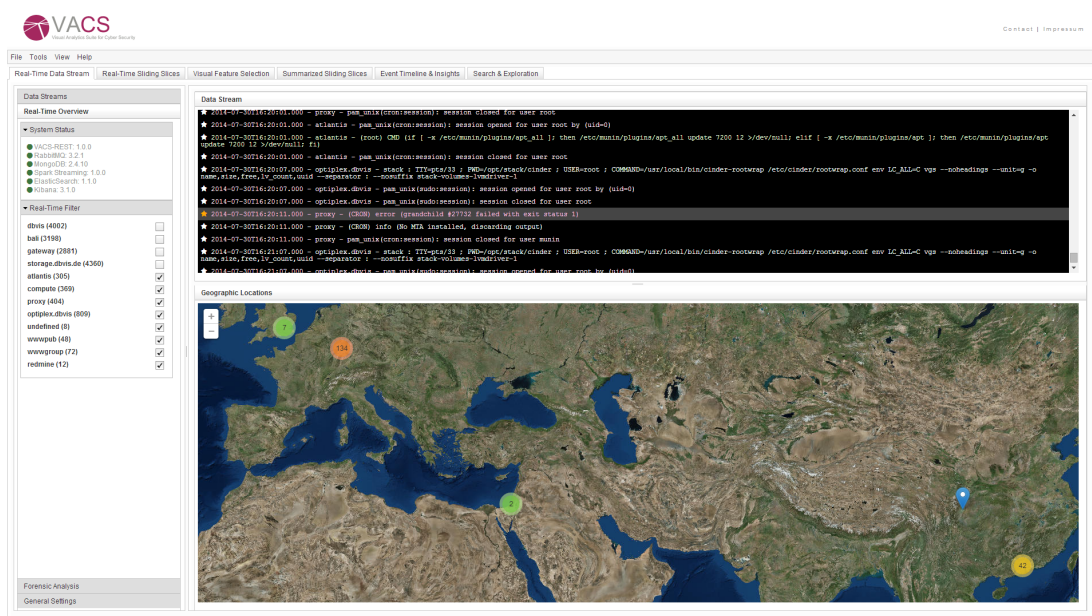 VACS
Visual Analytics Suite for Cyber Security
Contact | Impressum
File Tools View Help
Real-Time Data Stream Real-Time Sliding Slices Visual Feature Selection Summarized Sliding Slices Event Timeline & Insights Search & Exploration
Data Streams
Real-Time Overview
System Status
VACS-REST: 1.0.0
RabbitMQ: 3.2.1
MongoDB: 2.4.10
Spark Streaming: 1.1.0
ElasticSearch: 1.1.0
Kibana: 3.1.0
Real-Time Filter
dbvis (4002)
bali (3198)
gateway (2881)
storage.dbvis.de (4360)
atlantis (305)
compute (369)
proxy (404)
optiplex.dbvis (809)
undefined (8)
wwwpub (48)
wwwgroup (72)
redmine (12)
Forensic Analysis
General Settings
Data Stream
2014-07-30T16:20:01.000 - proxy - pam_unix(cron:session): session closed for user root
2014-07-30T16:20:01.000 - atlantis - pam_unix(cron:session): session opened for user root by (uid=0)
2014-07-30T16:20:01.000 - atlantis - (root) CMD (if [ -x /etc/munin/plugins/apt_all ]; then /etc/munin/plugins/apt_all update 7200 12 >/dev/null; elif [ -x /etc/munin/plugins/apt ]; then /etc/munin/plugins/apt
update 7200 12 >/dev/null; fi)
2014-07-30T16:20:01.000 - atlantis - pam_unix(cron:session): session closed for user root
2014-07-30T16:20:07.000 - optiplex.dbvis - stack : TTY=pts/33 ; PWD=/opt/stack/cinder ; USER=root ; COMMAND=/usr/local/bin/cinder-rootwrap /etc/cinder/rootwrap.conf env LC_ALL=C vgs --noheadings --unit=g -o
name,size,free,lv_count,uuid --separator : --nosuffix stack-volumes-lvmdriver-1
2014-07-30T16:20:07.000 - optiplex.dbvis - pam_unix(sudo:session): session opened for user root by (uid=0)
2014-07-30T16:20:07.000 - optiplex.dbvis - pam_unix(sudo:session): session closed for user root
2014-07-30T16:20:11.000 - proxy - (CRON) error (grandchild #27732 failed with exit status 1)
2014-07-30T16:20:11.000 - proxy - (CRON) info (No MTA installed, discarding output)
2014-07-30T16:20:11.000 - proxy - pam_unix(cron:session): session closed for user munin
2014-07-30T16:21:07.000 - optiplex.dbvis - stack : TTY=pts/33 ; PWD=/opt/stack/cinder ; USER=root ; COMMAND=/usr/local/bin/cinder-rootwrap /etc/cinder/rootwrap.conf env LC_ALL=C vgs --noheadings --unit=g -o
name,size,free,lv_count,uuid --separator : --nosuffix stack-volumes-lvmdriver-1
2014-07-30T16:21:07.000 - optiplex.dbvis - pam_unix(sudo:session): session opened for user root by (uid=0)
Geographic Locations
+
−
7
134
2
42